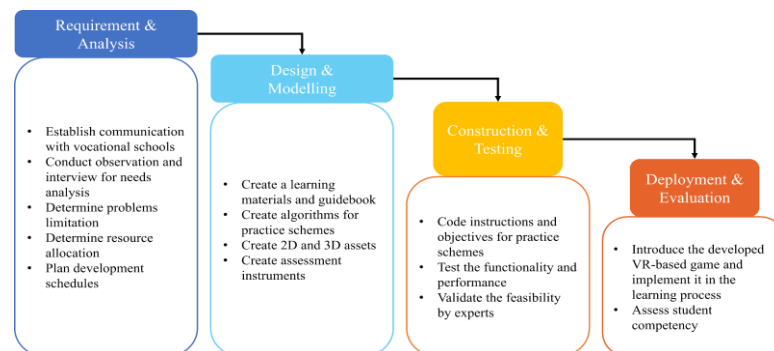 Requirement &
Analysis
• Establish communication
with vocational schools
• Conduct observation and
interview for needs
analysis
• Determine problems
limitation
• Determine resource
allocation
• Plan development
schedules
Design &
Modelling
• Create a learning
materials and guidebook
• Create algorithms for
practice schemes
• Create 2D and 3D assets
• Create assessment
instruments
Construction &
Testing
• Code instructions and
objectives for practice
schemes
• Test the functionality and
performance
• Validate the feasibility
by experts
Deployment &
Evaluation
• Introduce the developed
VR-based game and
implement it in the
learning process
• Assess student
competency